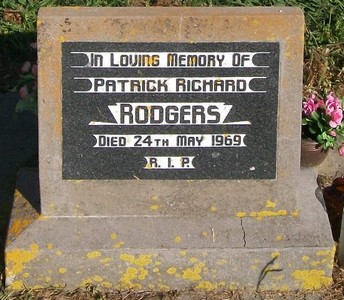 In Loving Memory Of
Patrick Richard
Rodgers
Died 24th May 1969
R. I. P.